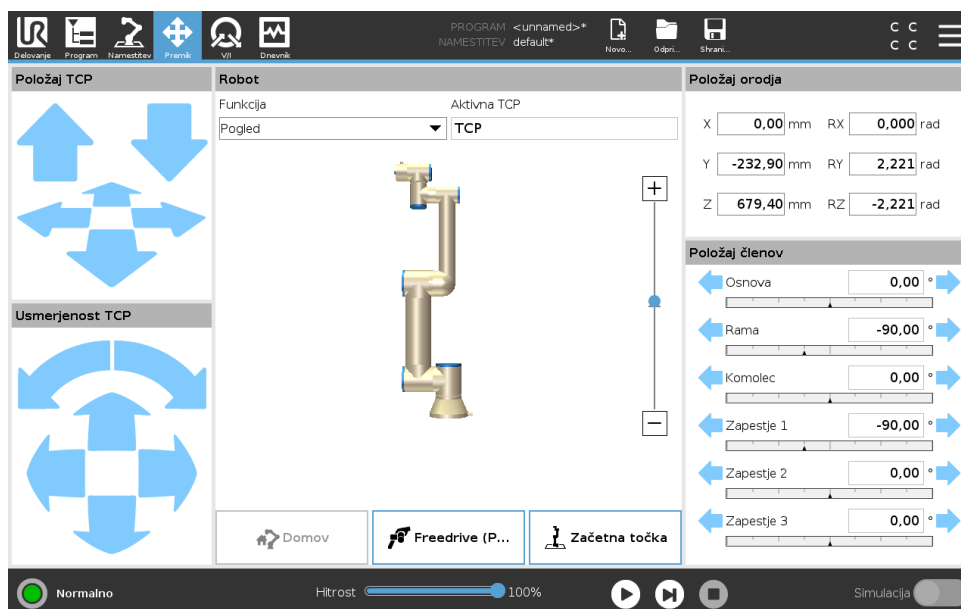 UR
PROGRAM <unnamed>*
NAMESTITEV default*
C C
C C
Delovanje Program Namestitev Premik V/I Dnevnik
Novo... Odpri... Shrani...
Položaj TCP
Usmerjenost TCP
Robot
Funkcija Aktivna TCP
Pogled TCP
+
−
Domov Freedrive (P... Začetna točka
Položaj orodja
X 0,00 mm RX 0,000 rad
Y -232,90 mm RY 2,221 rad
Z 679,40 mm RZ -2,221 rad
Položaj členov
Osnova 0,00 °
Rama -90,00 °
Komolec 0,00 °
Zapestje 1 -90,00 °
Zapestje 2 0,00 °
Zapestje 3 0,00 °
Normalno Hitrost 100% Simulacija